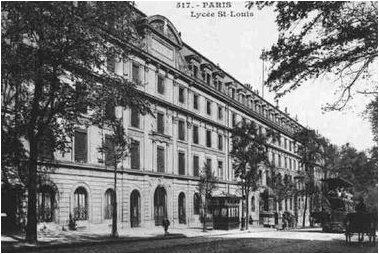 517. - PARIS
Lycée St-Louis